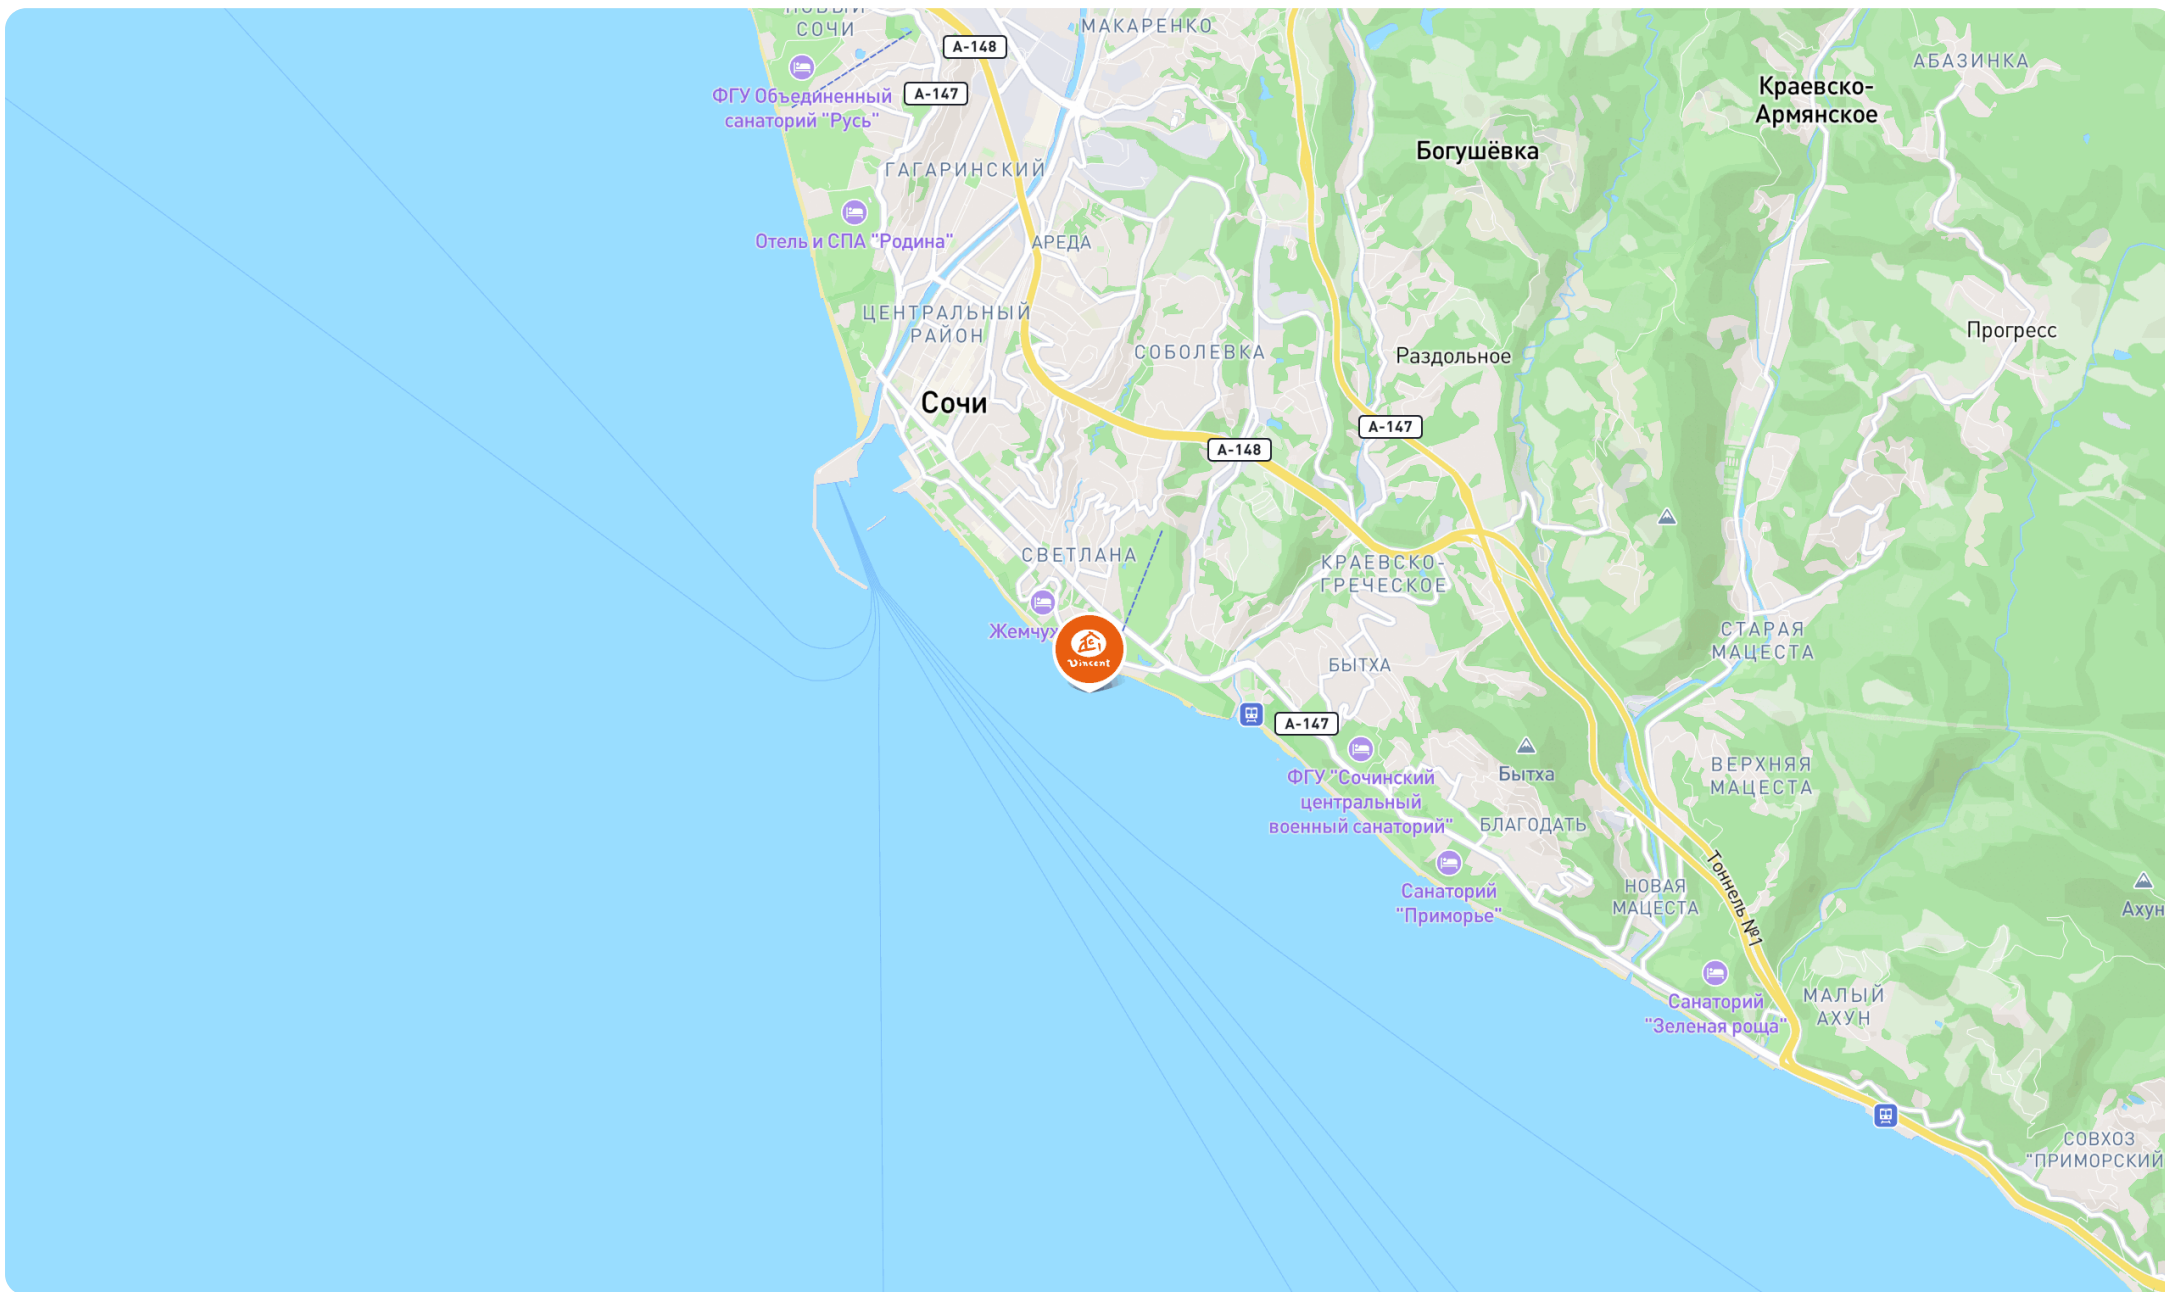 НОВЫЙ
СОЧИ
МАКАРЕНКО
А-148
АБАЗИНКА
ФГУ Объединенный
санаторий "Русь"
А-147
Краевско-
Армянское
Богушёвка
ГАГАРИНСКИЙ
Отель и СПА "Родина"
АРЕДА
ЦЕНТРАЛЬНЫЙ
РАЙОН
Прогресс
СОБОЛЕВКА
Раздольное
Сочи
А-147
А-148
СВЕТЛАНА
КРАЕВСКО-
ГРЕЧЕСКОЕ
Жемчуж
Vincent
СТАРАЯ
МАЦЕСТА
БЫТХА
А-147
ФГУ "Сочинский
центральный
военный санаторий"
Бытха
ВЕРХНЯЯ
МАЦЕСТА
БЛАГОДАТЬ
Тоннель №1
Санаторий
"Приморье"
НОВАЯ
МАЦЕСТА
Ахун
Санаторий
"Зеленая роща"
МАЛЫЙ
АХУН
СОВХОЗ
"ПРИМОРСКИЙ